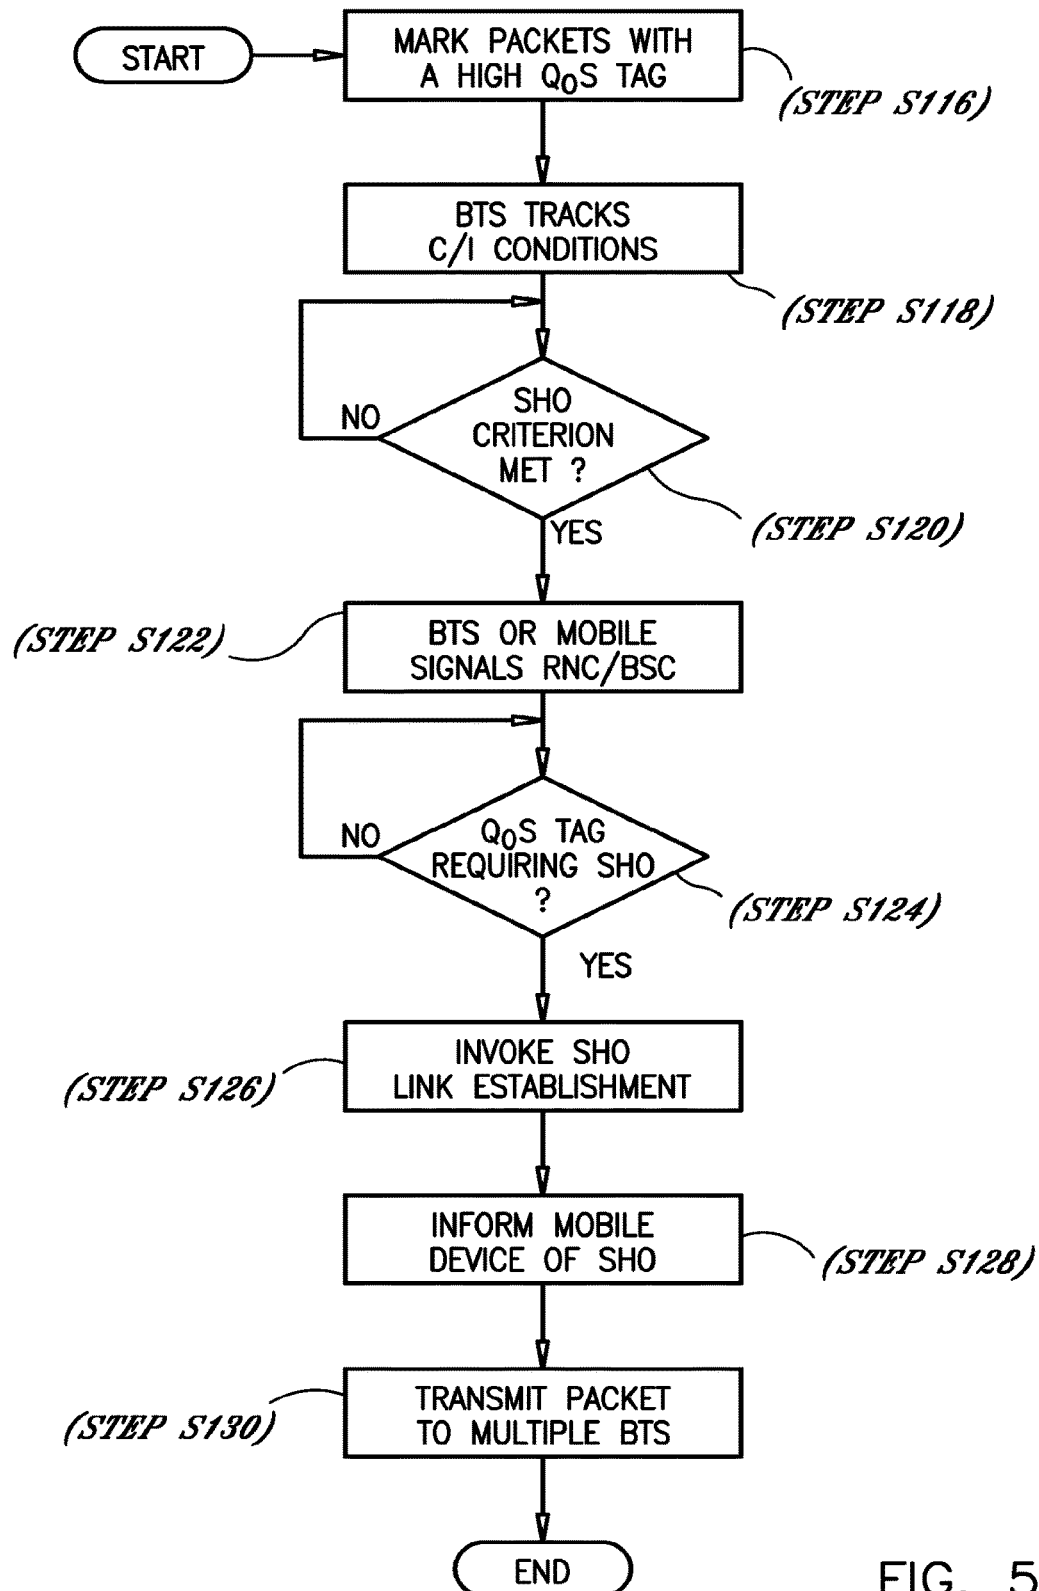 START
MARK PACKETS WITH
A HIGH QoS TAG
(STEP S116)
BTS TRACKS
C/I CONDITIONS
(STEP S118)
SHO
CRITERION
MET ?
NO
YES
(STEP S120)
(STEP S122)
BTS OR MOBILE
SIGNALS RNC/BSC
QoS TAG
REQUIRING SHO
?
NO
YES
(STEP S124)
INVOKE SHO
LINK ESTABLISHMENT
(STEP S126)
INFORM MOBILE
DEVICE OF SHO
(STEP S128)
TRANSMIT PACKET
TO MULTIPLE BTS
(STEP S130)
END
FIG. 5